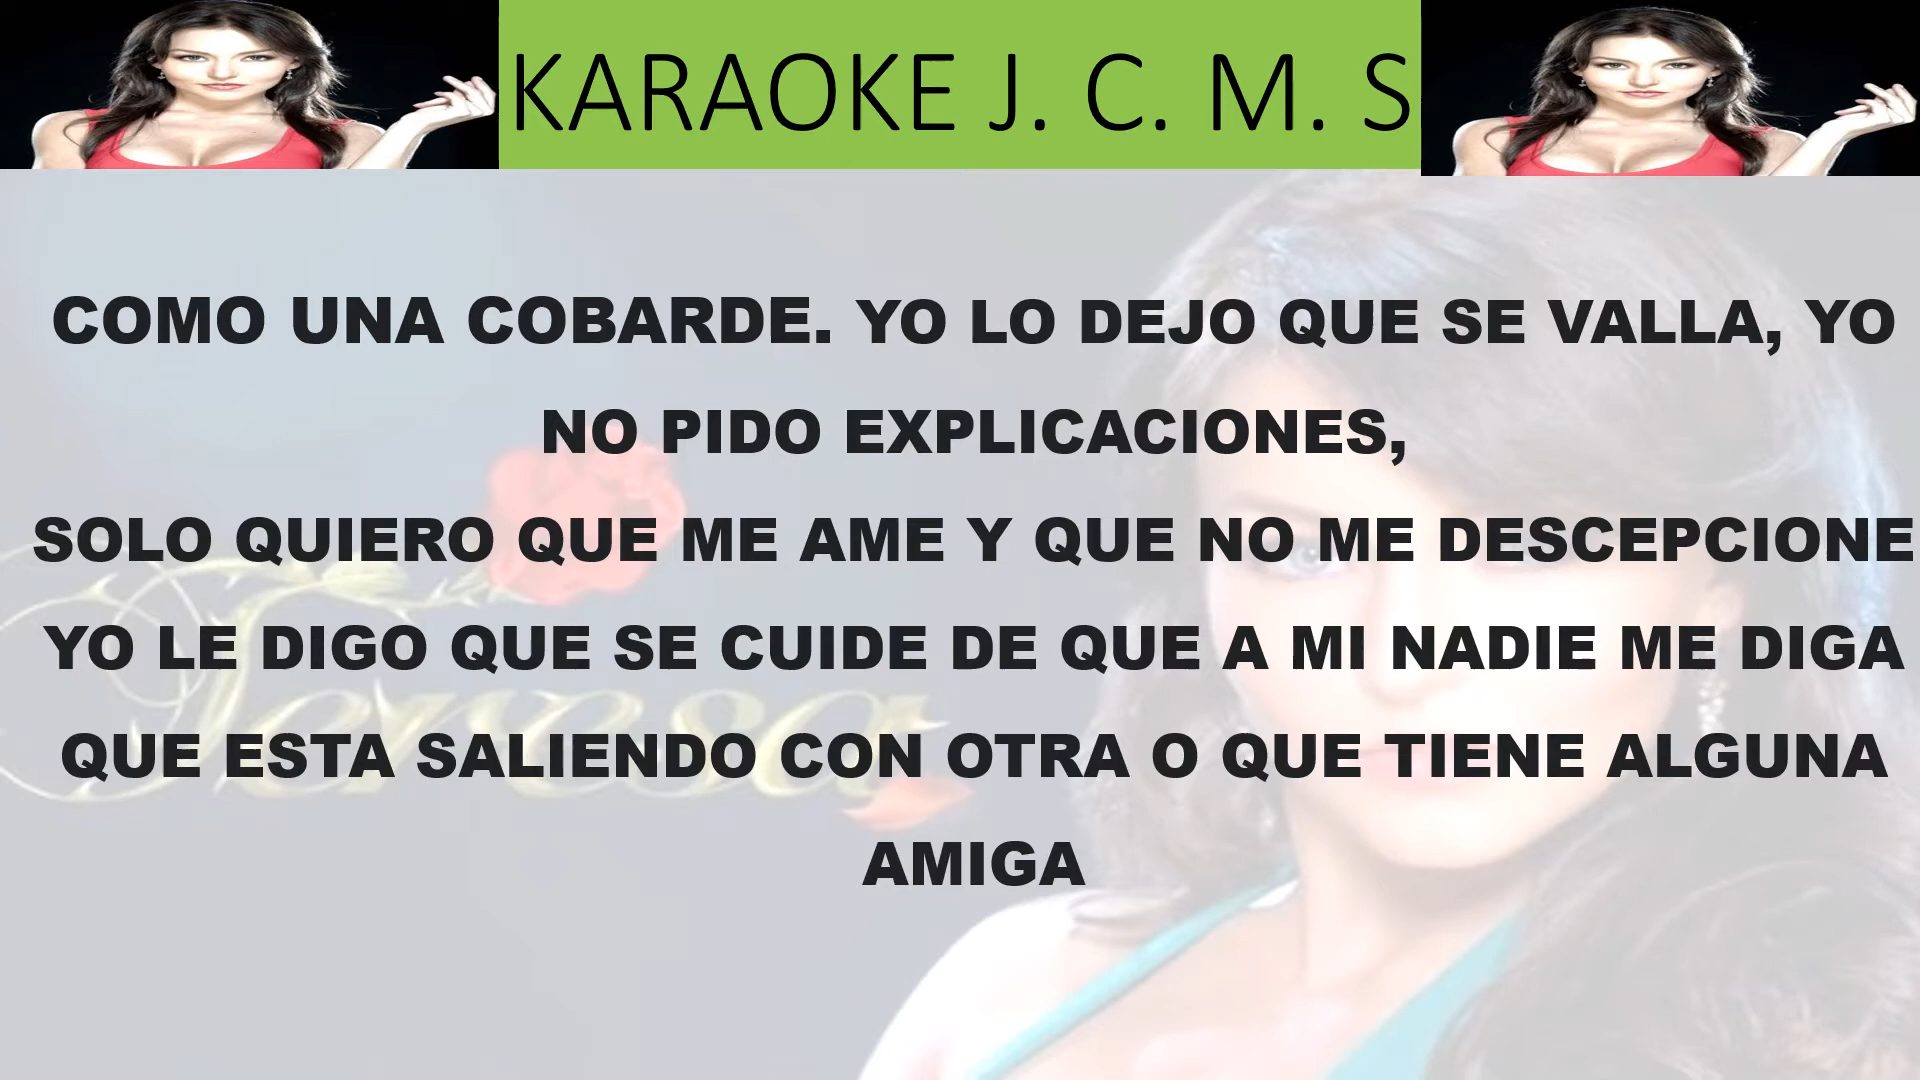 KARAOKE J. C. M. S
COMO UNA COBARDE. YO LO DEJO QUE SE VALLA, YO
NO PIDO EXPLICACIONES,
SOLO QUIERO QUE ME AME Y QUE NO ME DESCEPCIONE
YO LE DIGO QUE SE CUIDE DE QUE A MI NADIE ME DIGA
QUE ESTA SALIENDO CON OTRA O QUE TIENE ALGUNA
AMIGA
Teresa